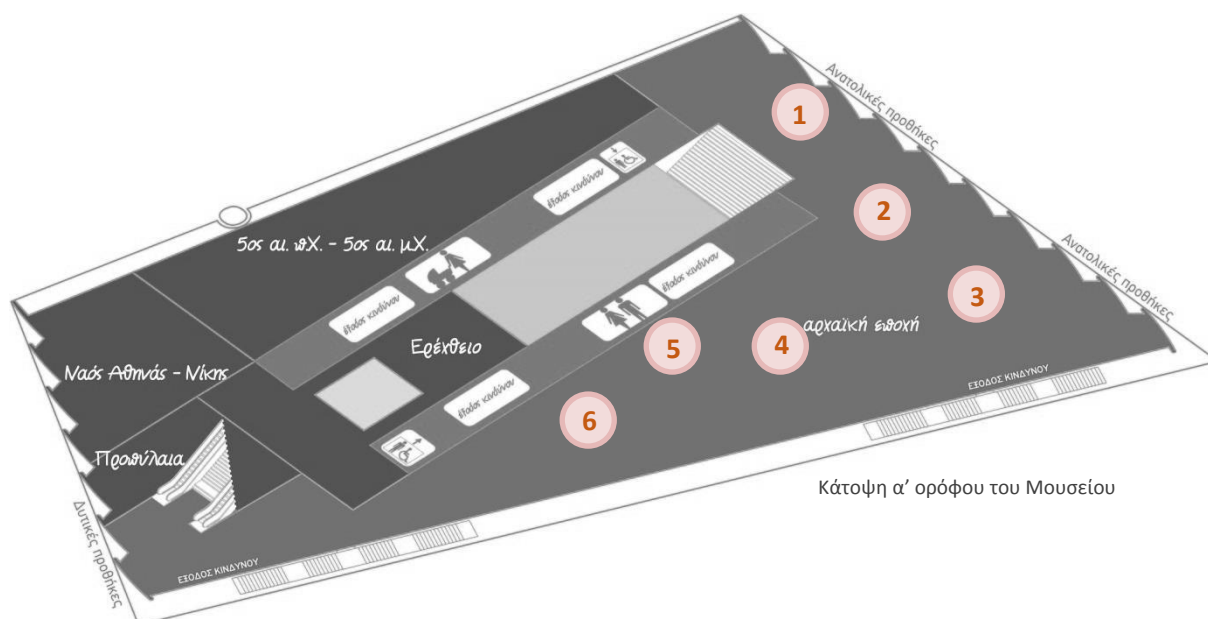 Ανατολικές προθήκες
1
έξοδος κινδύνου
2
5ος αι. π.Χ. - 5ος αι. μ.Χ.
Ανατολικές προθήκες
έξοδος κινδύνου
3
έξοδος κινδύνου
αρχαϊκή εποχή
Ερέχθειο
5
4
Ναός Αθηνάς - Νίκης
ΕΞΟΔΟΣ ΚΙΝΔΥΝΟΥ
έξοδος κινδύνου
6
Προπύλαια
Κάτοψη α’ ορόφου του Μουσείου
Δυτικές προθήκες
ΕΞΟΔΟΣ ΚΙΝΔΥΝΟΥ